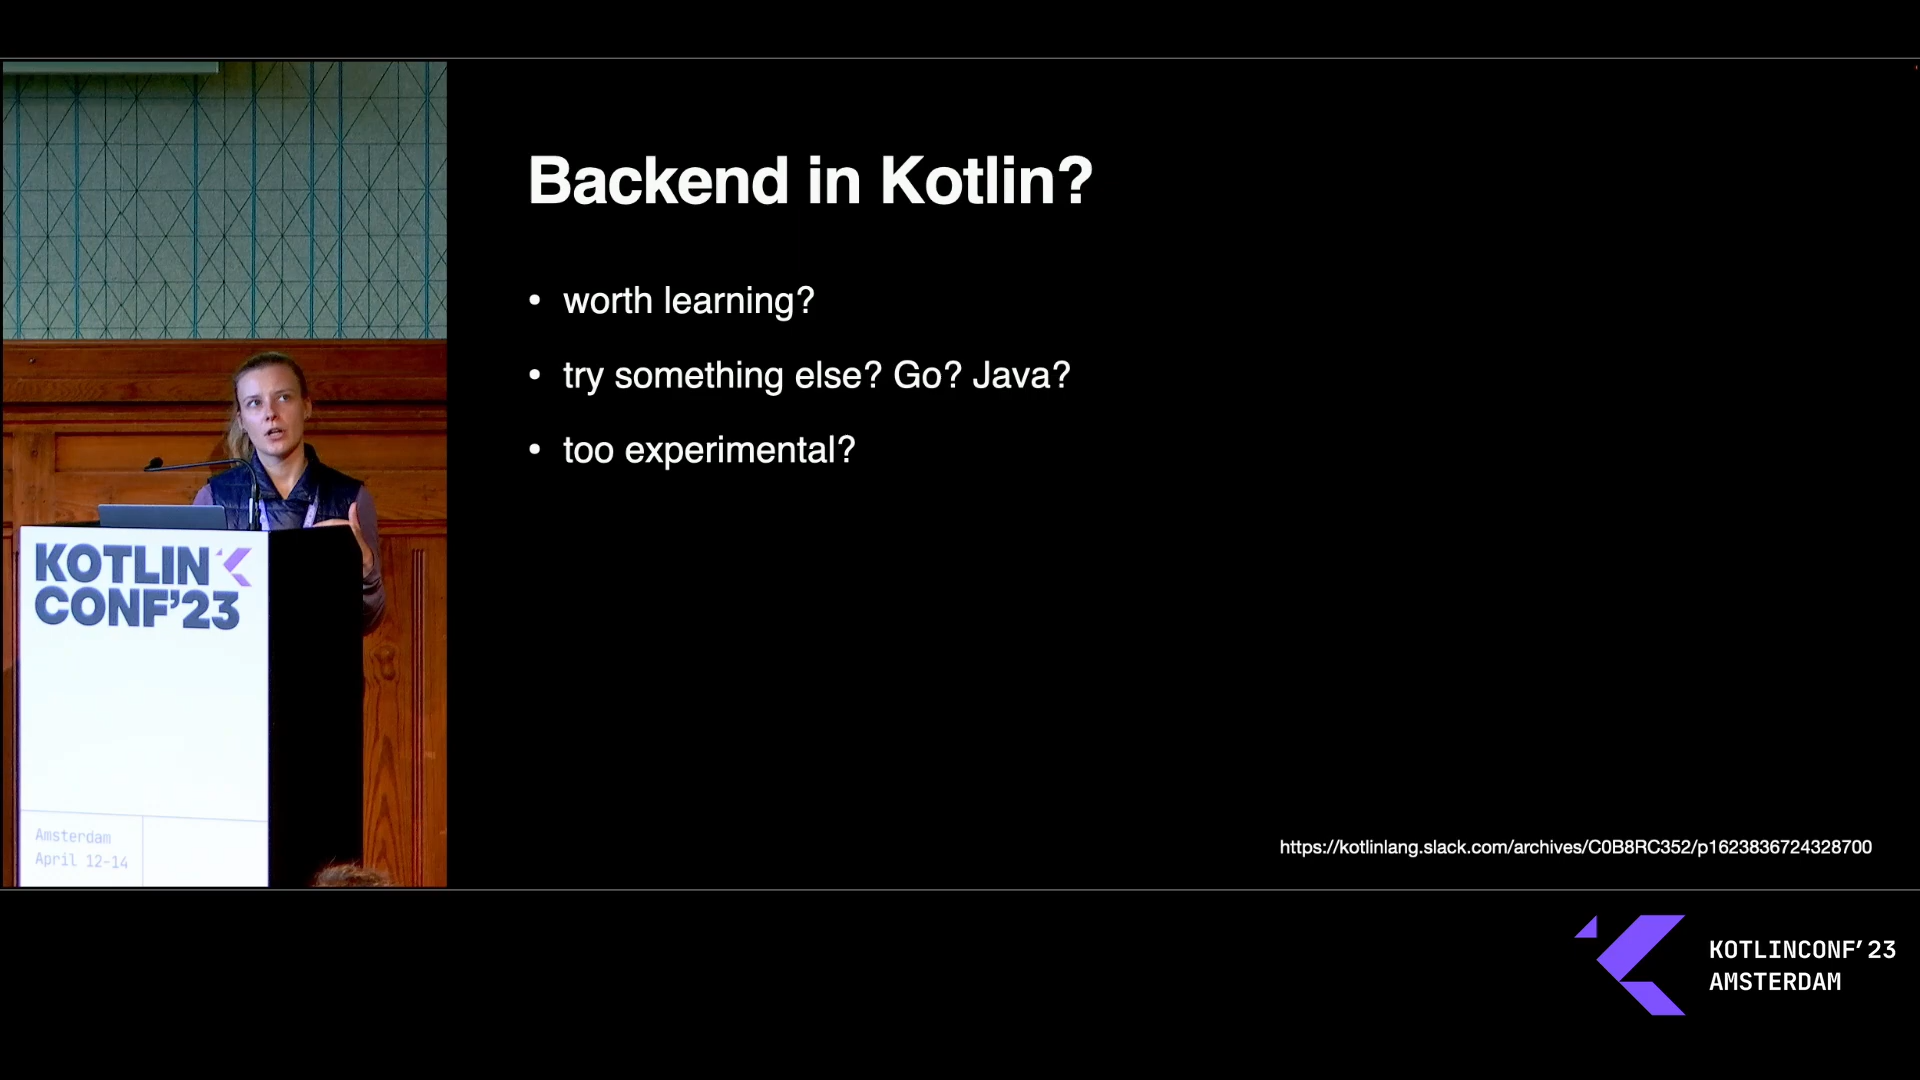 Backend in Kotlin?
• worth learning?
• try something else? Go? Java?
• too experimental?
https://kotlinlang.slack.com/archives/C0B8RC352/p1623836724328700
KOTLIN
CONF’23
Amsterdam
April 12-14
KOTLINCONF’23
AMSTERDAM